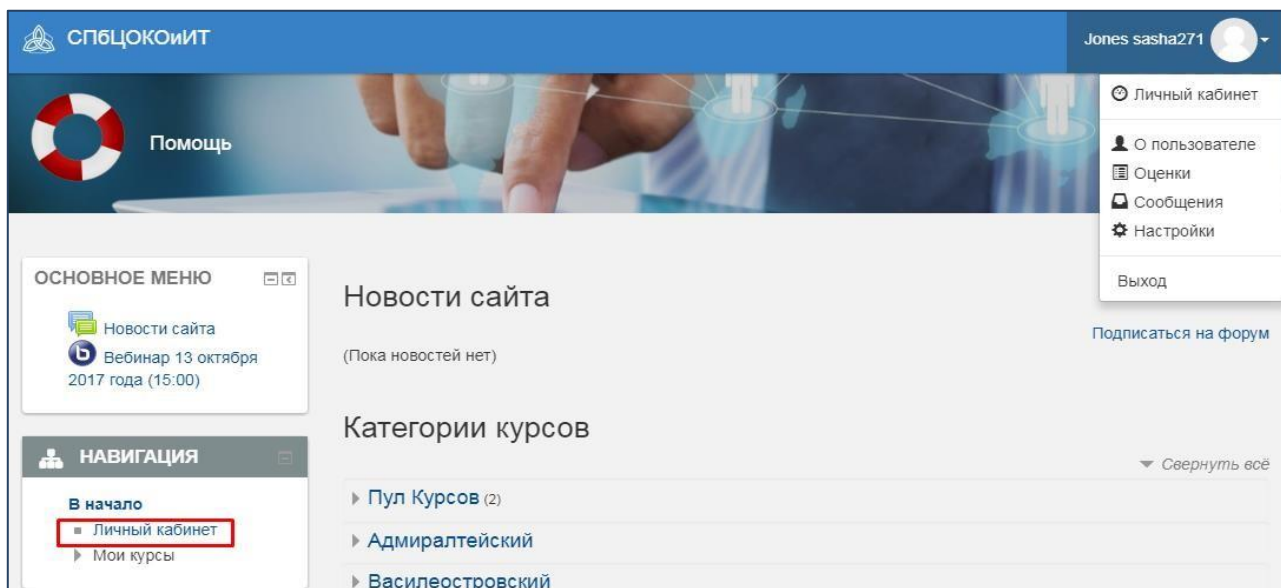 СПбЦОКОиИТ
Jones sasha271
Помощь
Личный кабинет
О пользователе
Оценки
Сообщения
Настройки
Выход
ОСНОВНОЕ МЕНЮ
Новости сайта
Вебинар 13 октября
2017 года (15:00)
НАВИГАЦИЯ
В начало
Личный кабинет
Мои курсы
Новости сайта
Подписаться на форум
(Пока новостей нет)
Категории курсов
Свернуть всё
Пул Курсов (2)
Адмиралтейский
Василеостровский